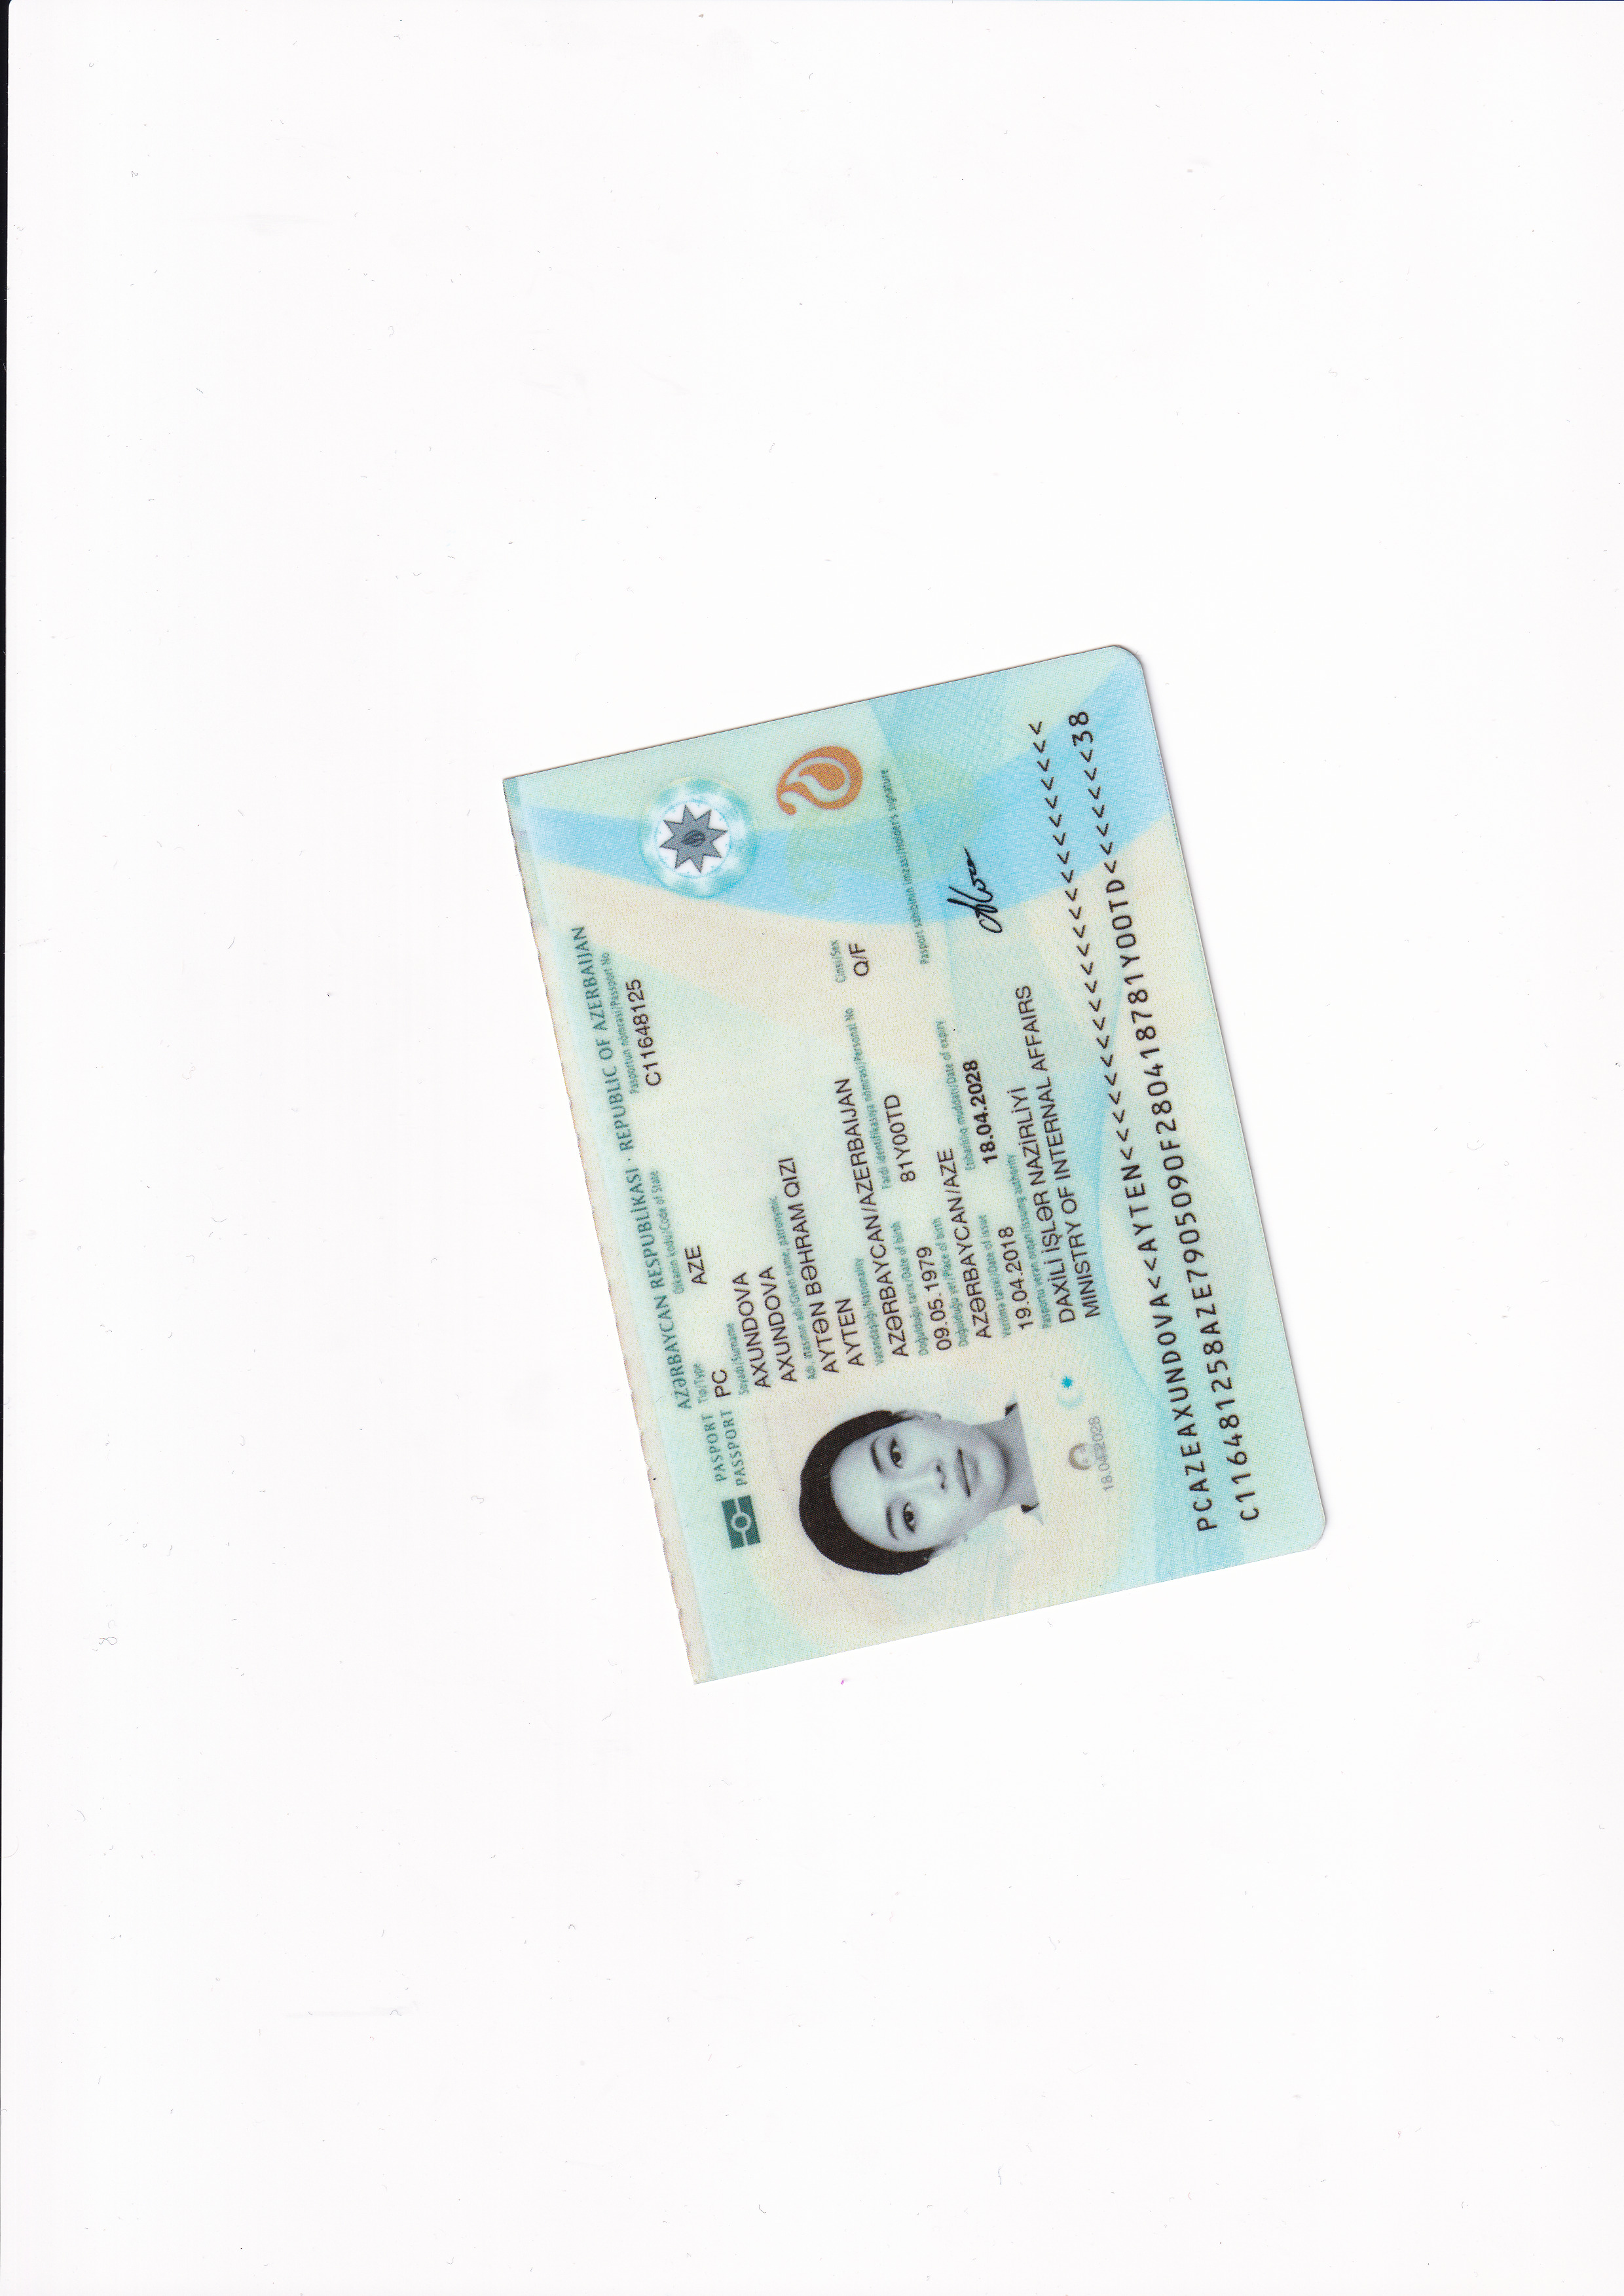 AZƏRBAYCAN RESPUBLİKASI · REPUBLIC OF AZERBAIJAN
PASPORT
PASSPORT
Tipi/Type
Ölkənin kodu/Code of State
Pasportun nömrəsi/Passport No
PC
AZE
C11648125
Soyadı/Surname
AXUNDOVA
AXUNDOVA
Adı, atasının adı/Given name, patronymic
AYTƏN BƏHRAM QIZI
AYTEN
Vətəndaşlığı/Nationality
AZƏRBAYCAN/AZERBAIJAN
Doğulduğu tarix/Date of birth
Fərdi identifikasiya nömrəsi/Personal No
Cinsi/Sex
09.05.1979
81Y00TD
Q/F
Doğulduğu yer/Place of birth
AZƏRBAYCAN/AZE
Verilmə tarixi/Date of issue
Etibarlılıq müddəti/Date of expiry
Pasport sahibinin imzası/Holder's signature
19.04.2018
18.04.2028
Pasportu verən orqan/Issuing authority
DAXİLİ İŞLƏR NAZİRLİYİ
MINISTRY OF INTERNAL AFFAIRS
18.04.2028
PCAZEAXUNDOVA<<AYTEN<<<<<<<<<<<<<<<<<<<<<<<<
C116481258AZE7905090F280418781Y00TD<<<<<<<38